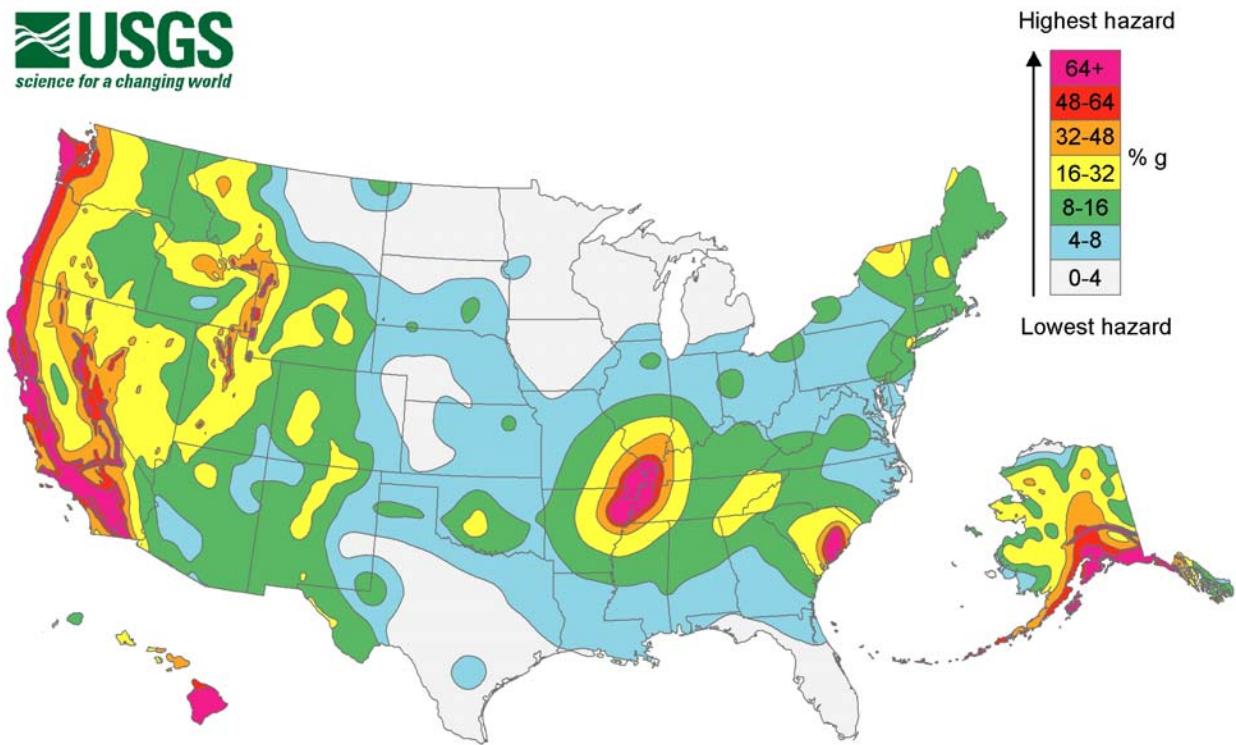 USGS
science for a changing world
Highest hazard
64+
48-64
32-48
16-32
8-16
4-8
0-4
% g
Lowest hazard